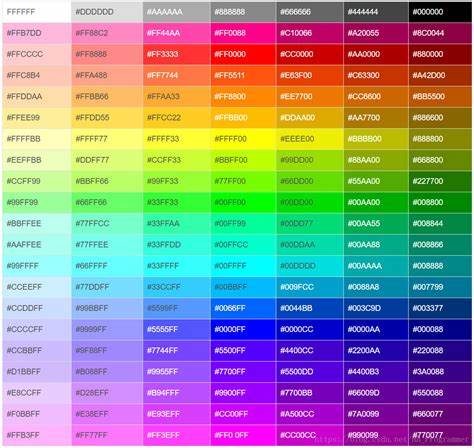 FFFFFF #DDDDDD #AAAAAA #888888 #666666 #444444 #000000
#FFB7DD #FF88C2 #FF44AA #FF0088 #C10066 #A20055 #8C0044
#FFCCCC #FF8888 #FF3333 #FF0000 #CC0000 #AA0000 #880000
#FFC8B4 #FFA488 #FF7744 #FF5511 #E63F00 #C63300 #A42D00
#FFDDAA #FFBB66 #FFAA33 #FF8800 #EE7700 #CC6600 #BB5500
#FFEE99 #FFDD55 #FFCC22 #FFBB00 #DDAA00 #AA7700 #886600
#FFFFBB #FFFF77 #FFFF33 #FFFF00 #EEEE00 #BBBB00 #888800
#EEFFBB #DDFF77 #CCFF33 #BBFF00 #99DD00 #88AA00 #668800
#CCFF99 #BBFF66 #99FF33 #77FF00 #66DD00 #55AA00 #227700
#99FF99 #66FF66 #33FF33 #00FF00 #00DD00 #00AA00 #008800
#BBFFEE #77FFCC #33FFAA #00FF99 #00DD77 #00AA55 #008844
#AAFFEE #77FFEE #33FFDD #00FFCC #00DDAA #00AA88 #008866
#99FFFF #66FFFF #33FFFF #00FFFF #00DDDD #00AAAA #008888
#CCEEFF #77DDFF #33CCFF #00BBFF #009FCC #0088A8 #007799
#CCDDFF #99BBFF #5599FF #0066FF #0044BB #003C9D #003377
#CCCCFF #9999FF #5555FF #0000FF #0000CC #0000AA #000088
#CCBBFF #9F88FF #7744FF #5500FF #4400CC #2200AA #220088
#D1BBFF #B088FF #9955FF #7700FF #5500DD #4400B3 #3A0088
#E8CCFF #D28EFF #B94FFF #9900FF #7700BB #66009D #550088
#F0BBFF #E38EFF #E93EFF #CC00FF #A500CC #7A0099 #660077
#FFB3FF #FF77FF #FF3EFF #FF0 0FF #CC00CC #990099 #770077